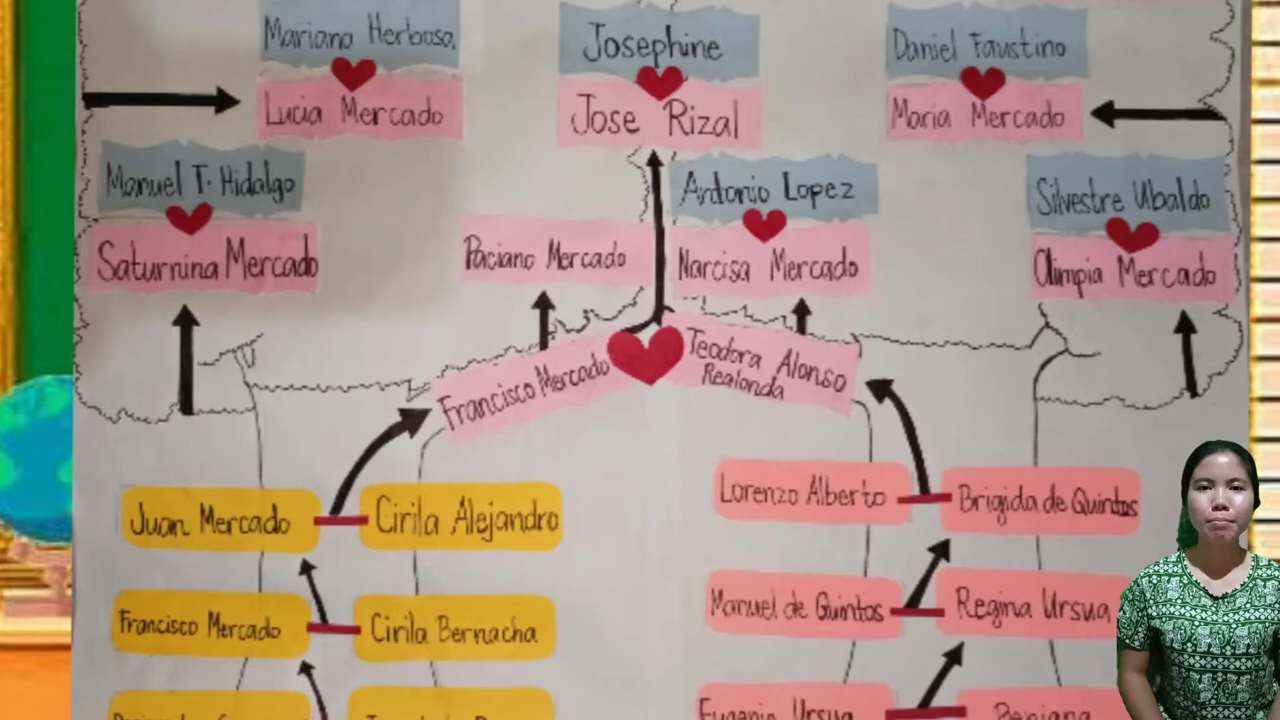 Mariano Herbosa
Lucia Mercado
Josephine
Jose Rizal
Daniel Faustino
Maria Mercado
Manuel T. Hidalgo
Saturnina Mercado
Paciano Mercado
Antonio Lopez
Narcisa Mercado
Silvestre Ubaldo
Olimpia Mercado
Francisco Mercado
Teodora Alonso
Realonda
Juan Mercado
Cirila Alejandro
Lorenzo Alberto
Brigida de Quintos
Francisco Mercado
Cirila Bernacha
Manuel de Quintos
Regina Ursua
Eugenio Ursua
Benigna